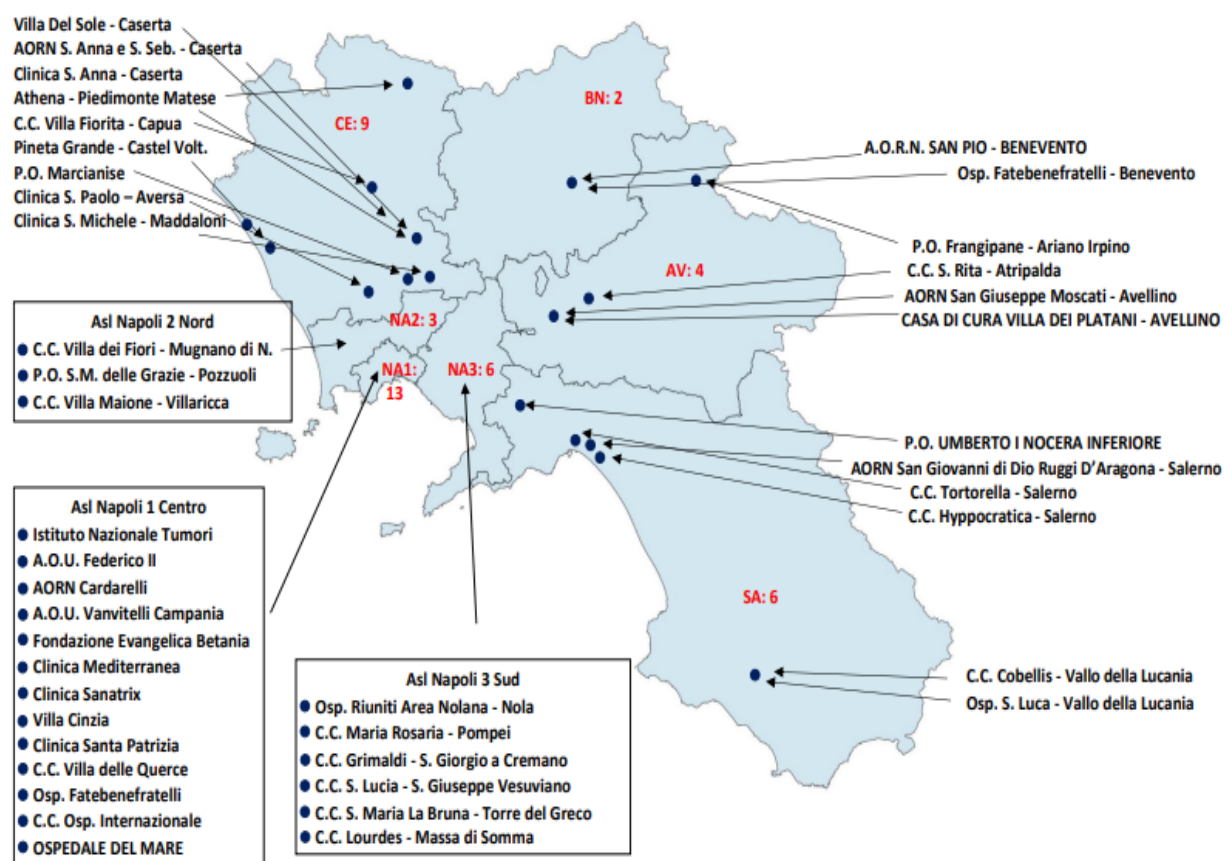 Villa Del Sole - Caserta
AORN S. Anna e S. Seb. - Caserta
Clinica S. Anna - Caserta
Athena - Piedimonte Matese
C.C. Villa Fiorita - Capua
Pineta Grande - Castel Volt.
P.O. Marcianise
Clinica S. Paolo – Aversa
Clinica S. Michele - Maddaloni
CE: 9
BN: 2
A.O.R.N. SAN PIO - BENEVENTO
Osp. Fatebenefratelli - Benevento
P.O. Frangipane - Ariano Irpino
AV: 4
C.C. S. Rita - Atripalda
AORN San Giuseppe Moscati - Avellino
CASA DI CURA VILLA DEI PLATANI - AVELLINO
Asl Napoli 2 Nord
C.C. Villa dei Fiori - Mugnano di N.
P.O. S.M. delle Grazie - Pozzuoli
C.C. Villa Maione - Villaricca
NA2: 3
NA1:
13
NA3: 6
P.O. UMBERTO I NOCERA INFERIORE
AORN San Giovanni di Dio Ruggi D'Aragona - Salerno
C.C. Tortorella - Salerno
C.C. Hyppocratica - Salerno
Asl Napoli 1 Centro
Istituto Nazionale Tumori
A.O.U. Federico II
AORN Cardarelli
A.O.U. Vanvitelli Campania
Fondazione Evangelica Betania
Clinica Mediterranea
Clinica Sanatrix
Villa Cinzia
Clinica Santa Patrizia
C.C. Villa delle Querce
Osp. Fatebenefratelli
C.C. Osp. Internazionale
OSPEDALE DEL MARE
Asl Napoli 3 Sud
Osp. Riuniti Area Nolana - Nola
C.C. Maria Rosaria - Pompei
C.C. Grimaldi - S. Giorgio a Cremano
C.C. S. Lucia - S. Giuseppe Vesuviano
C.C. S. Maria La Bruna - Torre del Greco
C.C. Lourdes - Massa di Somma
SA: 6
C.C. Cobellis - Vallo della Lucania
Osp. S. Luca - Vallo della Lucania